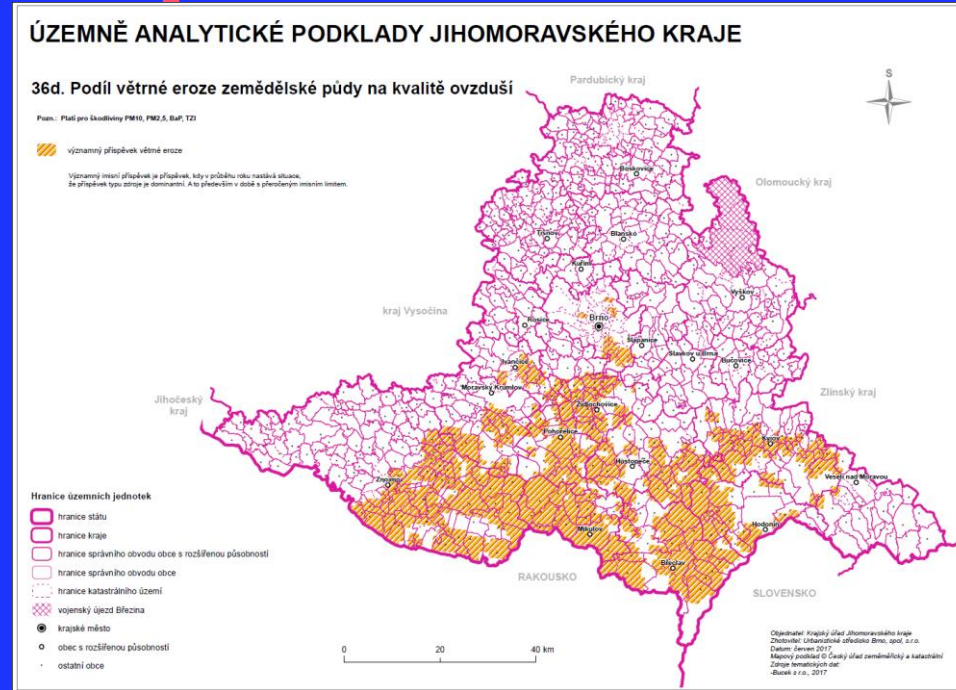 ÚZEMNĚ ANALYTICKÉ PODKLADY JIHOMORAVSKÉHO KRAJE
36d. Podíl větrné eroze zemědělské půdy na kvalitě ovzduší
Pozn.: Platí pro škodliviny PM10, PM2,5, BaP, TZl
významný příspěvek větrné eroze
Významný imisní příspěvek je příspěvek, kdy v průběhu roku nastává situace,
že příspěvek typu zdroje je dominantní. A to především v době s přeročeným imisním limitem.
Pardubický kraj
S
Boskovice
Olomoucký kraj
Tišnov
Blansko
Kuřim
Vyškov
kraj Vysočina
Rosice
Brno
Šlapanice
Slavkov u Brna
Bučovice
Ivančice
Moravský Krumlov
Zlínský kraj
Jihočeský
kraj
Židlochovice
Pohořelice
Kyjov
Hustopeče
Veselí nad Moravou
Znojmo
Hodonín
Mikulov
Břeclav
RAKOUSKO
SLOVENSKO
Hranice územních jednotek
hranice státu
hranice kraje
hranice správního obvodu obce s rozšířenou působností
hranice správního obvodu obce
hranice katastrálního území
vojenský újezd Březina
krajské město
obec s rozšířenou působností
ostatní obce
0 20 40 km
Objednatel: Krajský úřad Jihomoravského kraje
Zhotovitel: Urbanistické středisko Brno, spol. s.r.o.
Datum: červen 2017
Mapový podklad © Český úřad zeměměřický a katastrální
Zdroje tematických dat:
-Bucek s r.o., 2017